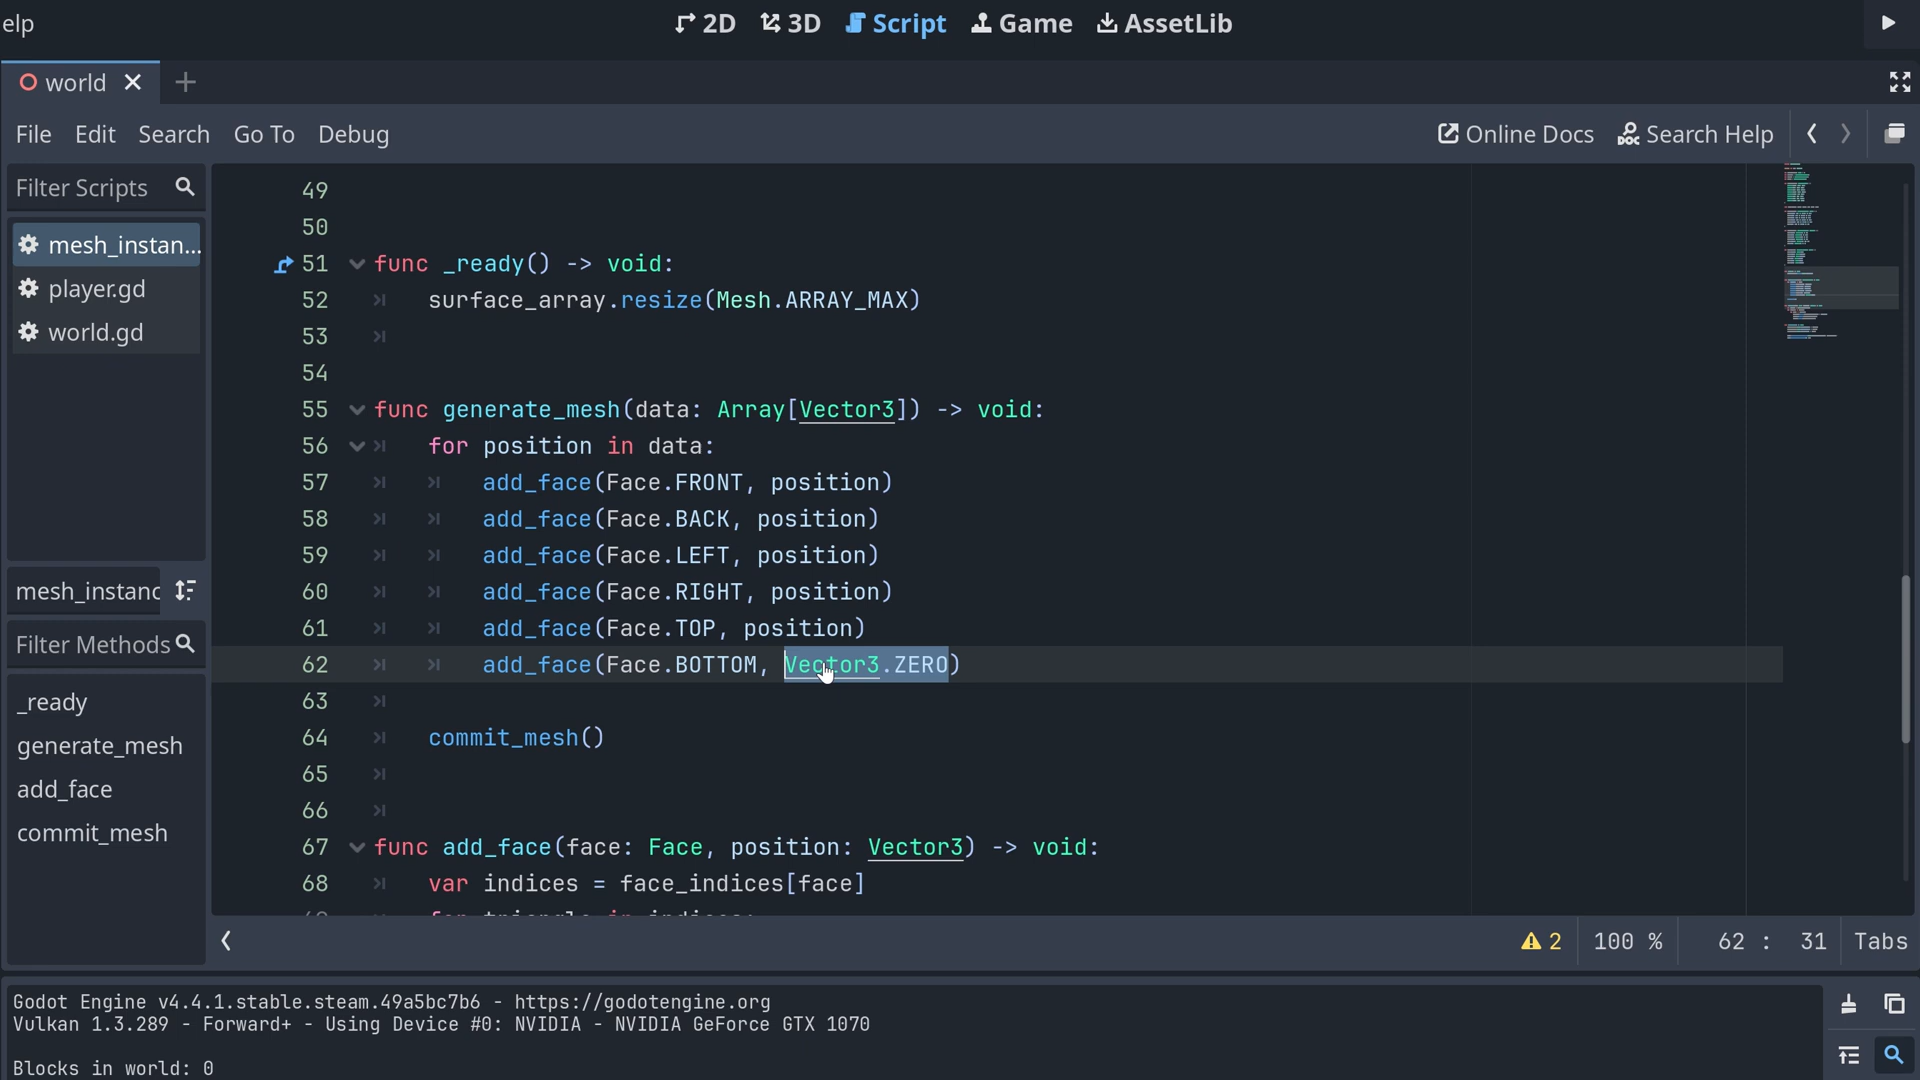 elp
2D 3D Script Game AssetLib
world
File Edit Search Go To Debug
Online Docs Search Help
Filter Scripts
mesh_instan...
player.gd
world.gd
mesh_instanc
Filter Methods
_ready
generate_mesh
add_face
commit_mesh
49
50
51 func _ready() -> void:
52 surface_array.resize(Mesh.ARRAY_MAX)
53
54
55 func generate_mesh(data: Array[Vector3]) -> void:
56 for position in data:
57 add_face(Face.FRONT, position)
58 add_face(Face.BACK, position)
59 add_face(Face.LEFT, position)
60 add_face(Face.RIGHT, position)
61 add_face(Face.TOP, position)
62 add_face(Face.BOTTOM, Vector3.ZERO)
63
64 commit_mesh()
65
66
67 func add_face(face: Face, position: Vector3) -> void:
68 var indices = face_indices[face]
2 100 % 62 : 31 Tabs
Godot Engine v4.4.1.stable.steam.49a5bc7b6 - https://godotengine.org
Vulkan 1.3.289 - Forward+ - Using Device #0: NVIDIA - NVIDIA GeForce GTX 1070
Blocks in world: 0